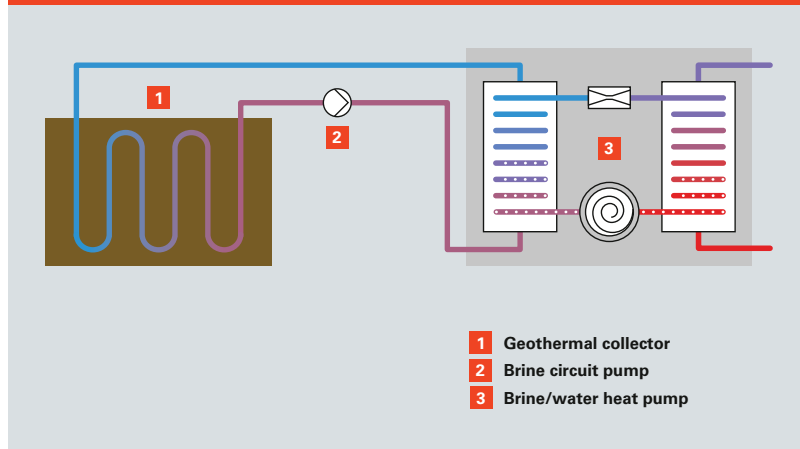 1
2
3
1 Geothermal collector
2 Brine circuit pump
3 Brine/water heat pump